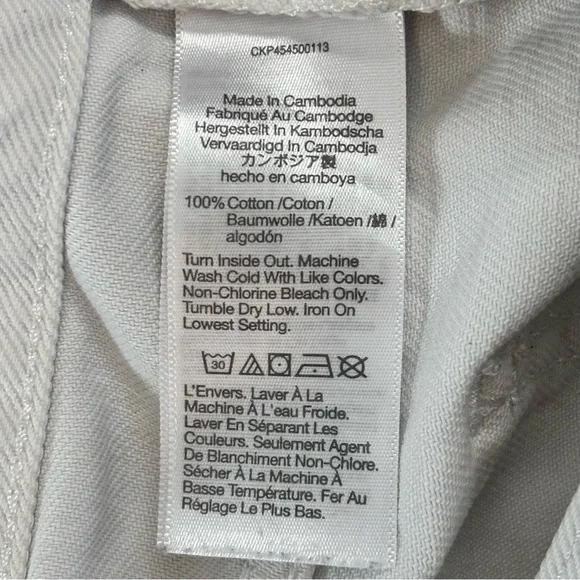 CKP454500113
Made In Cambodia
Fabriqué Au Cambodge
Hergestellt In Kambodscha
Vervaardigd In Cambodja
カンボジア製
hecho en camboya
100% Cotton /Coton /
Baumwolle /Katoen /綿 /
algodón
Turn Inside Out. Machine
Wash Cold With Like Colors.
Non-Chlorine Bleach Only.
Tumble Dry Low. Iron On
Lowest Setting.
30
L'Envers. Laver À La
Machine À L'eau Froide.
Laver En Séparant Les
Couleurs. Seulement Agent
De Blanchiment Non-Chlore.
Sécher À La Machine À
Basse Température. Fer Au
Réglage Le Plus Bas.